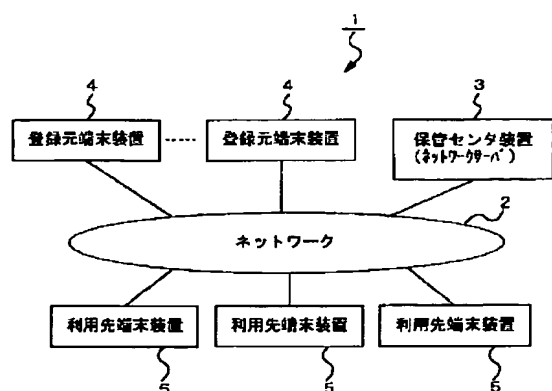 1
4
4
3
登録元端末装置
登録元端末装置
保管センタ装置
(ネットワークサーバ)
2
ネットワーク
利用先端末装置
利用先端末装置
利用先端末装置
5
5
5